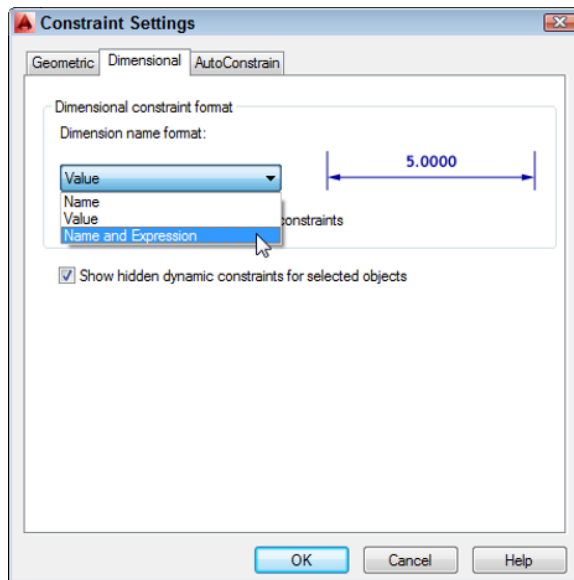 Constraint Settings
Geometric Dimensional AutoConstrain
Dimensional constraint format
Dimension name format:
Value
5.0000
Name
Value
constraints
Name and Expression
Show hidden dynamic constraints for selected objects
OK Cancel Help